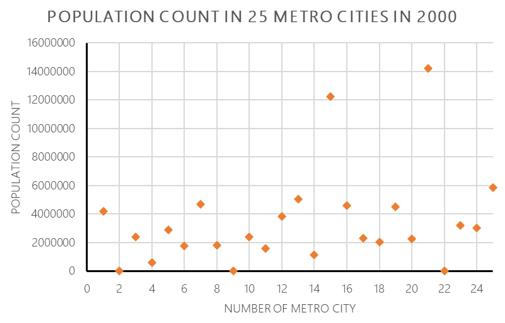 POPULATION COUNT IN 25 METRO CITIES IN 2000
16000000
14000000
12000000
10000000
8000000
6000000
4000000
2000000
0
POPULATION COUNT
0 2 4 6 8 10 12 14 16 18 20 22 24
NUMBER OF METRO CITY